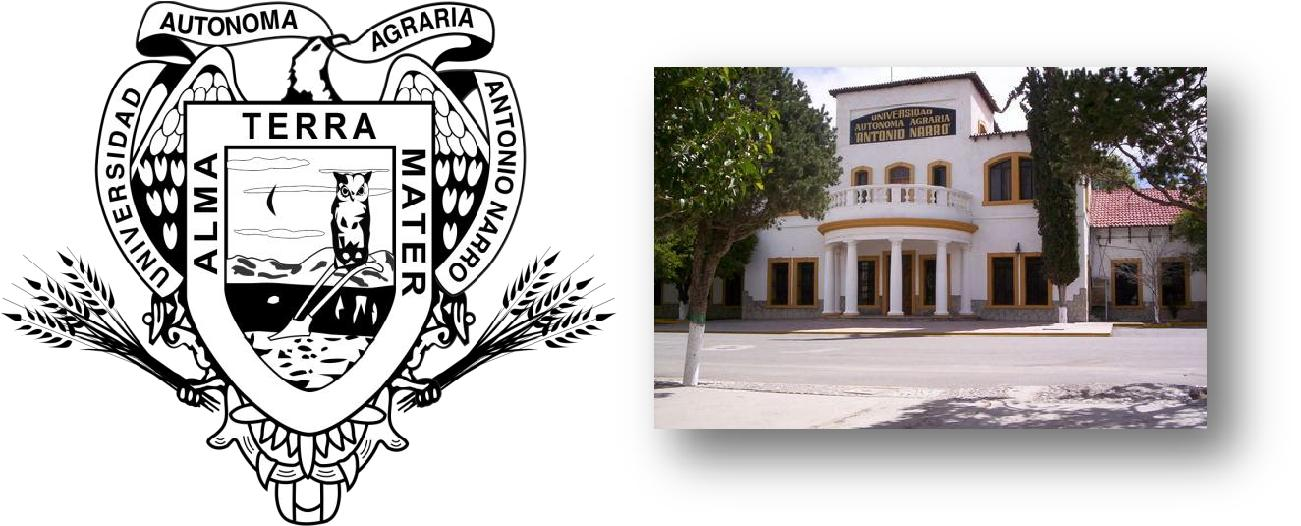 UNIVERSIDAD
AUTONOMA
AGRARIA
ANTONIO NARRO
ALMA
TERRA
MATER
UNIVERSIDAD
AUTONOMA AGRARIA
"ANTONIO NARRO"